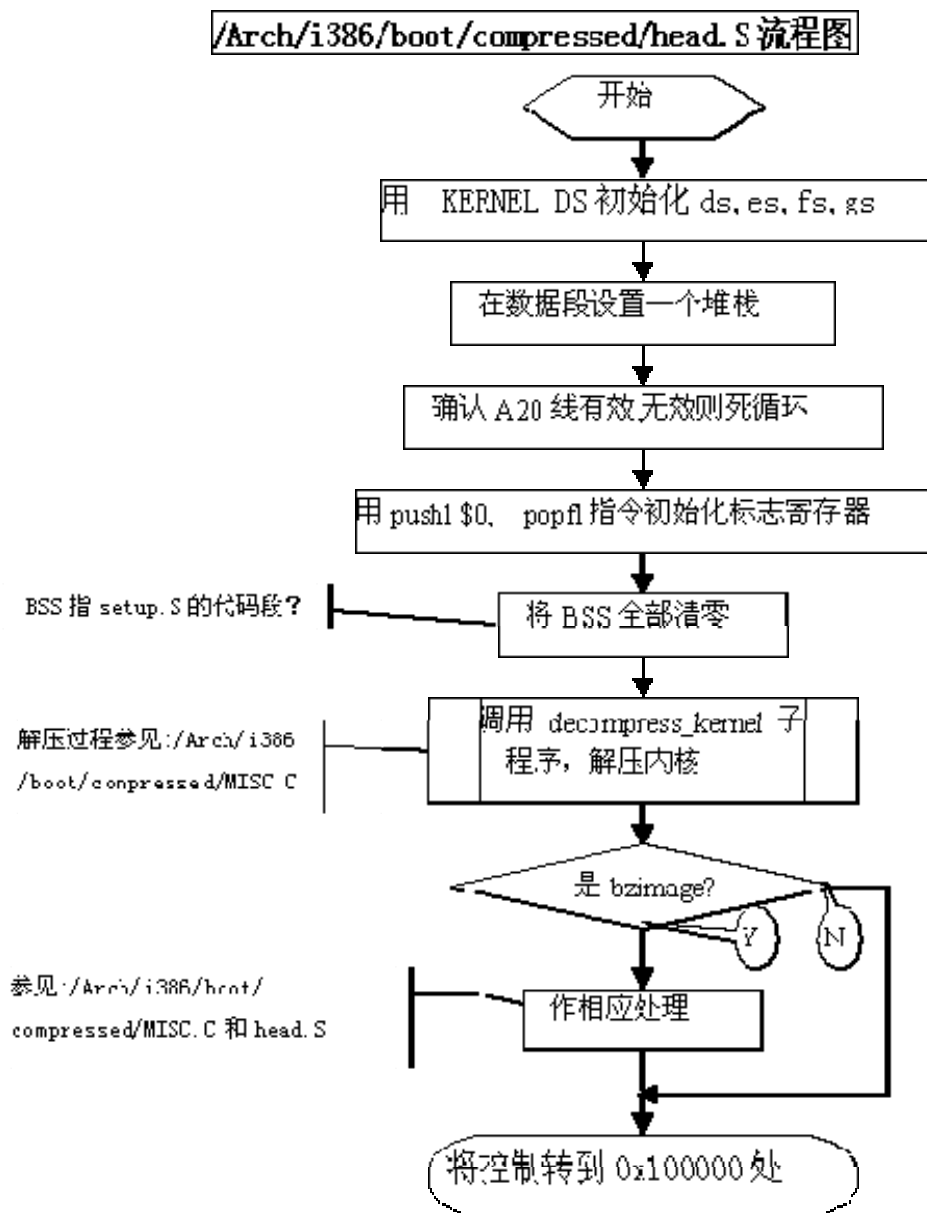 /Arch/i386/boot/compressed/head.S流程图
开始
用 KERNEL DS初始化 ds,es,fs,gs
在数据段设置一个堆栈
确认 A20 线有效,无效则死循环
用 pushl $0, popfl 指令初始化标志寄存器
BSS 指 setup.S 的代码段?
将 BSS 全部清零
解压过程参见:/Arch/i386
/boot/conpressed/MISC C
调用 decompress_kernel 子
程序，解压内核
是 bzimage?
Y
N
参见:/Arch/i386/boot/
compressed/MISC.C 和 head.S
作相应处理
将控制转到 0x100000 处